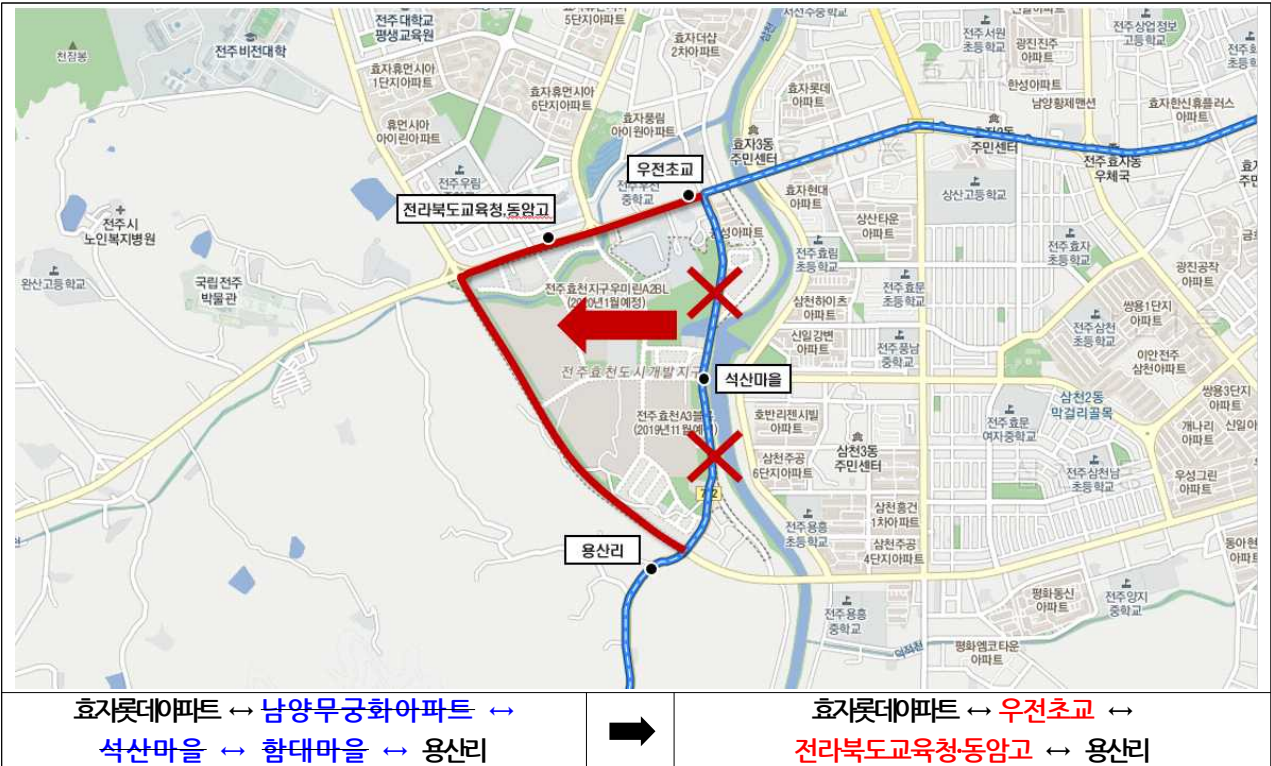 전주대학교
평생교육원
전주비전대학
천잠봉
5단지아파트
효자더샵
2차아파트
효자휴먼시아
1단지아파트
효자휴먼시아
6단지아파트
휴먼시아
아이린아파트
효자풍림
아이원아파트
삼천
전주서원
초등학교
광진진주
아파트
전주상업정보
고등학교
한성아파트
남양황제맨션
효자한신휴플러스
아파트
효자롯데
아파트
효자3동
주민센터
주민센터
전주효자동
우체국
우전초교
전주우전
중학교
전주우림
전라북도교육청,동암고
효자현대
아파트
상산고등학교
상산타운
아파트
전주시
노인복지병원
완산고등학교
국립전주
박물관
전주효림
초등학교
전주효자
초등학교
광진공작
아파트
전주효천지구우미린A2BL
(2020년1월예정)
삼천하이츠
아파트
전주효문
초등학교
쌍용1단지
아파트
신일강변
아파트
전주풍남
중학교
전주삼천
초등학교
이안전주
삼천아파트
전주효천도시개발지구
석산마을
쌍용3단지
아파트
삼천2동
막걸리골목
전주효천A3블록
(2019년11월예정)
호반리젠시빌
아파트
전주효문
여자중학교
개나리
아파트
삼천주공
6단지아파트
삼천3동
주민센터
전주삼천남
초등학교
우성그린
아파트
712
삼천흥건
1차아파트
전주용흥
초등학교
삼천주공
4단지아파트
용산리
평화동신
아파트
전주양지
중학교
전주용흥
중학교
평화엠코타운
아파트
효자롯데아파트 ↔ 남양무궁화아파트 ↔
석산마을 ↔ 함대마을 ↔ 용산리
효자롯데아파트 ↔ 우전초교 ↔
전라북도교육청·동암고 ↔ 용산리